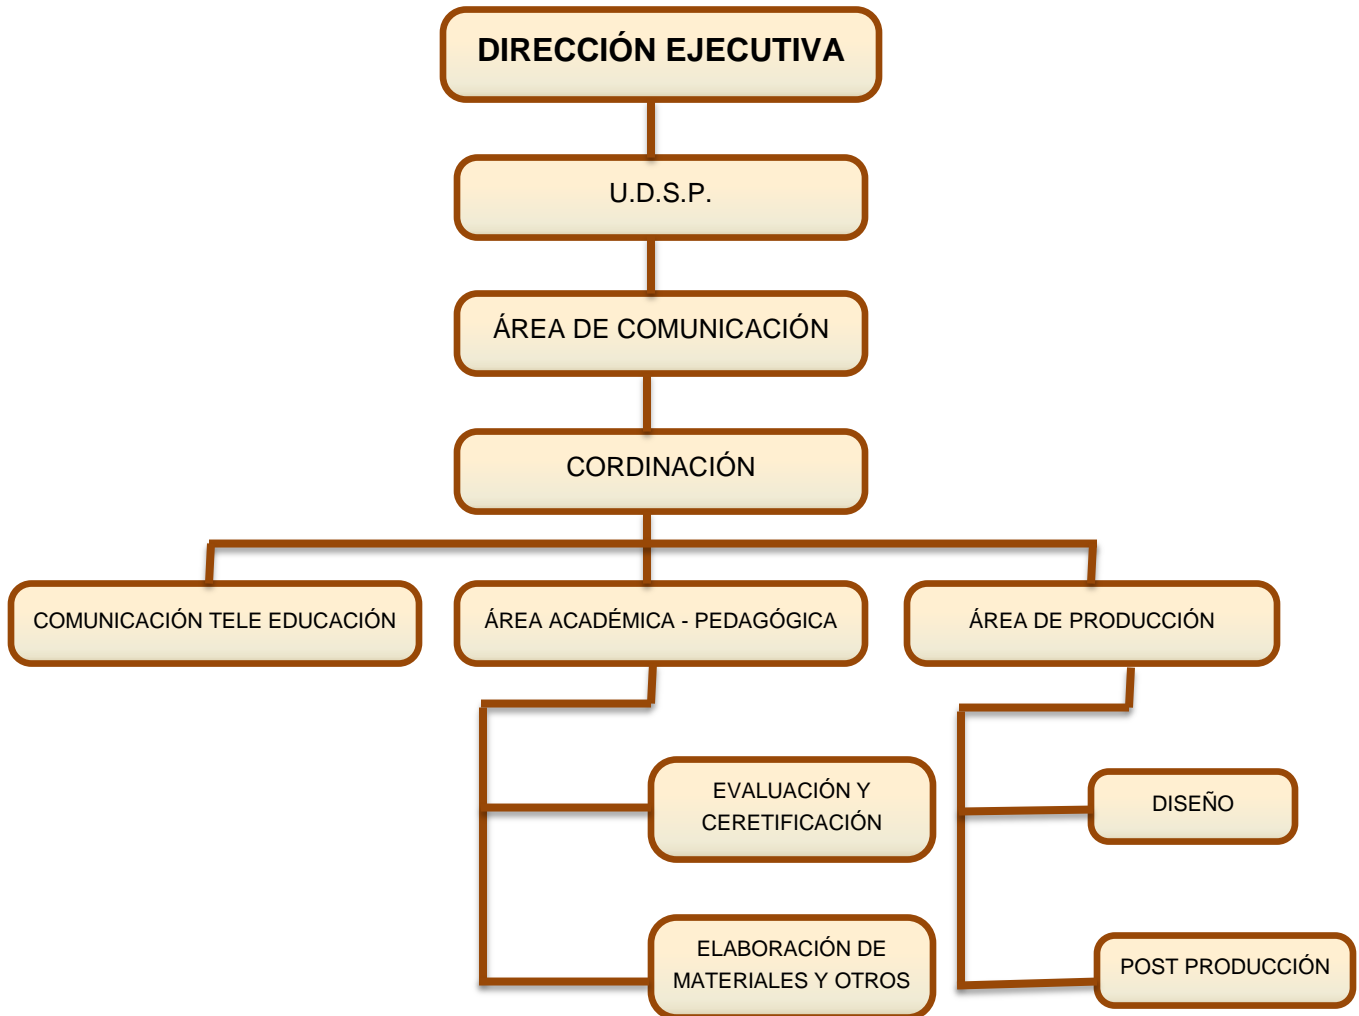 DIRECCIÓN EJECUTIVA
U.D.S.P.
ÁREA DE COMUNICACIÓN
CORDINACIÓN
COMUNICACIÓN TELE EDUCACIÓN
ÁREA ACADÉMICA - PEDAGÓGICA
ÁREA DE PRODUCCIÓN
EVALUACIÓN Y
CERETIFICACIÓN
DISEÑO
ELABORACIÓN DE
MATERIALES Y OTROS
POST PRODUCCIÓN